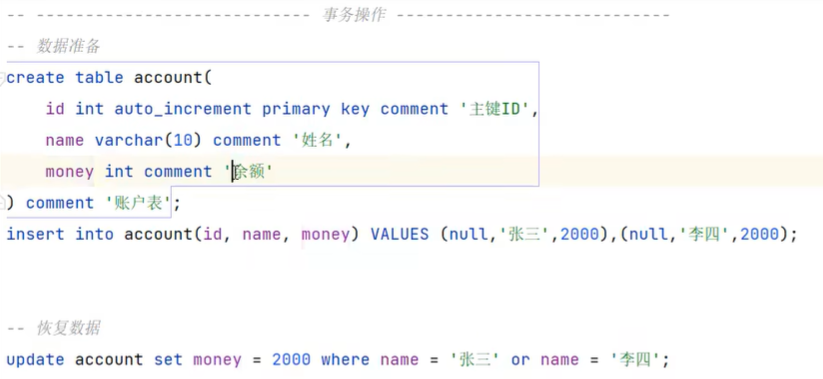 -- ---------------------------- 事务操作 ----------------------------
-- 数据准备
create table account(
    id int auto_increment primary key comment '主键ID',
    name varchar(10) comment '姓名',
    money int comment '余额'
) comment '账户表';
insert into account(id, name, money) VALUES (null,'张三',2000),(null,'李四',2000);
-- 恢复数据
update account set money = 2000 where name = '张三' or name = '李四';